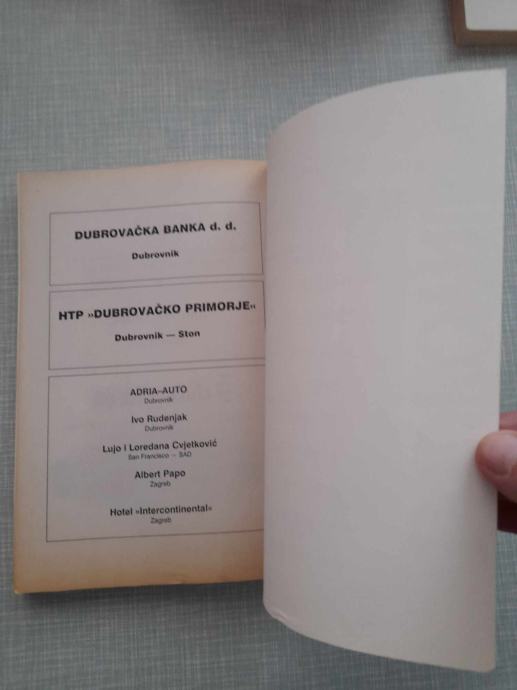 DUBROVAČKA BANKA d. d.
Dubrovnik
HTP »DUBROVAČKO PRIMORJE«
Dubrovnik — Ston
ADRIA-AUTO
Dubrovnik
Ivo Rudenjak
Dubrovnik
Lujo i Loredana Cvjetković
San Francisco – SAD
Albert Papo
Zagreb
Hotel »Intercontinental«
Zagreb